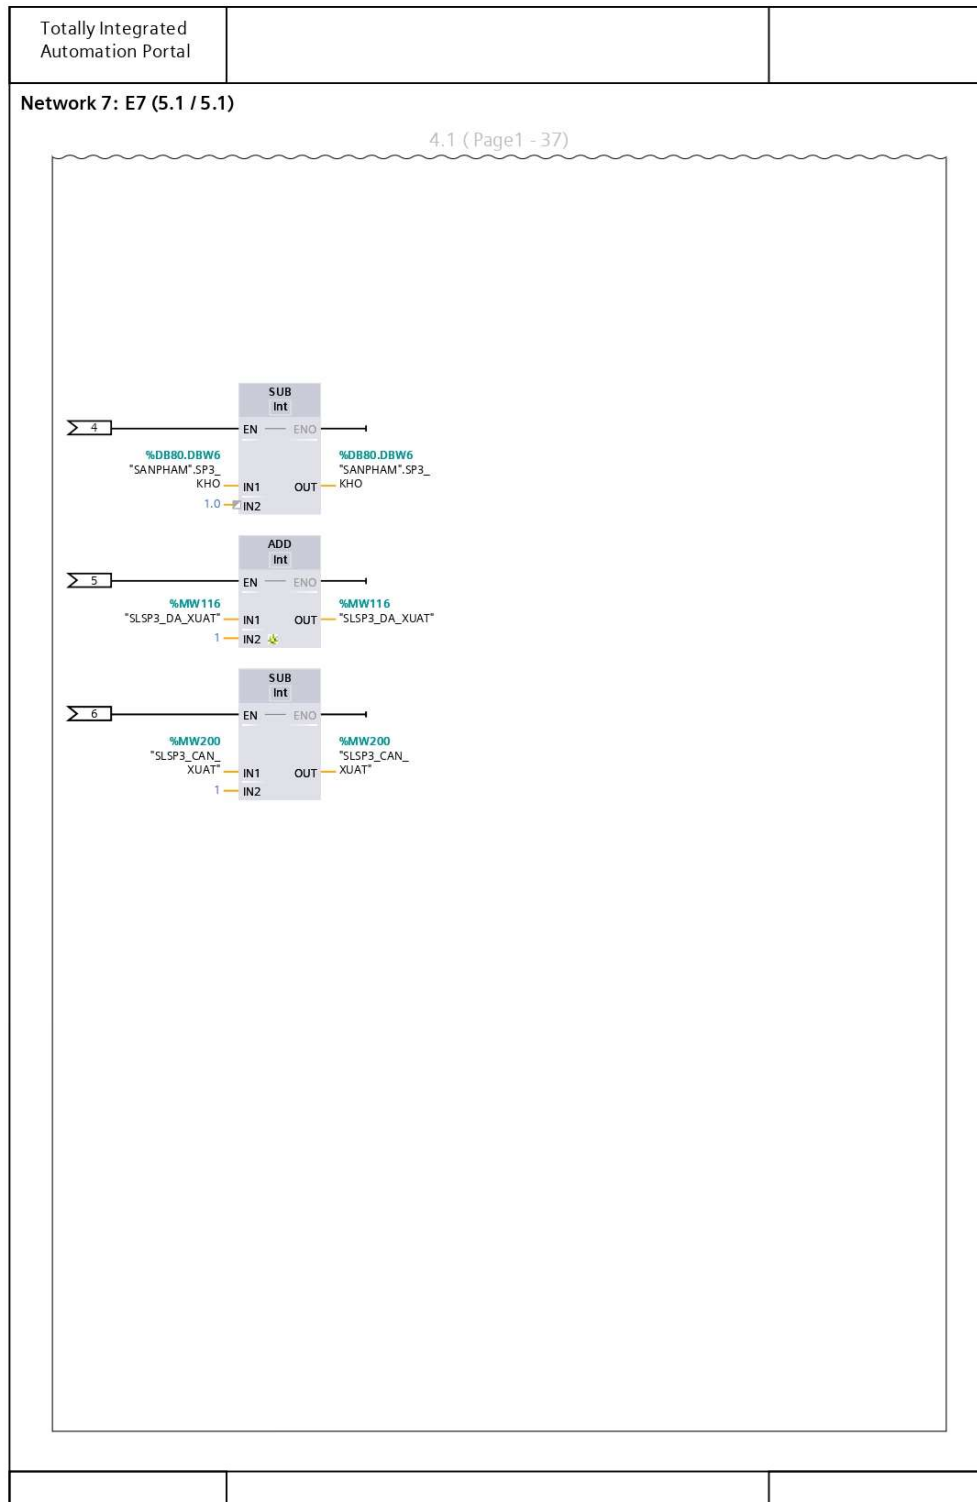 Totally Integrated
Automation Portal
Network 7: E7 (5.1 / 5.1)
4.1 ( Page1 - 37)
SUB
Int
4
EN
ENO
%DB80.DBW6
"SANPHAM".SP3_
KHO
IN1
1.0
IN2
OUT
%DB80.DBW6
"SANPHAM".SP3_
KHO
ADD
Int
5
EN
ENO
%MW116
"SLSP3_DA_XUAT"
IN1
1
IN2
OUT
%MW116
"SLSP3_DA_XUAT"
SUB
Int
6
EN
ENO
%MW200
"SLSP3_CAN_
XUAT"
IN1
1
IN2
OUT
%MW200
"SLSP3_CAN_
XUAT"